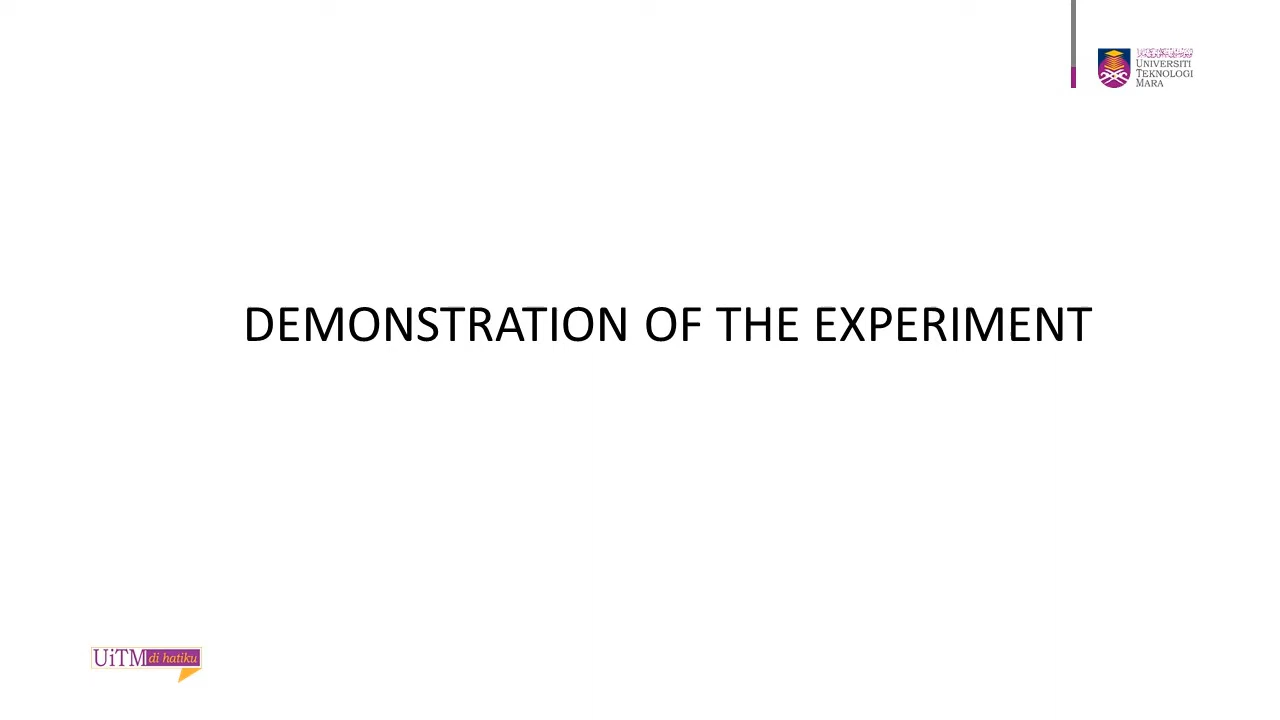 UNIVERSITI
TEKNOLOGI
MARA
DEMONSTRATION OF THE EXPERIMENT
UiTM di hatiku